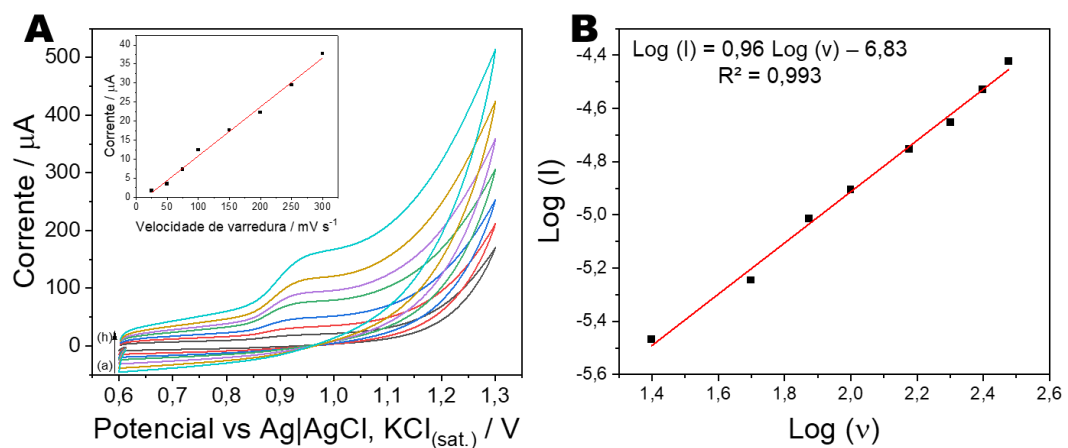 A
500
400
300
200
100
0
Corrente / μA
(h)
(a)
0,6 0,7 0,8 0,9 1,0 1,1 1,2 1,3
Potencial vs Ag|AgCl, KCl(sat.) / V
40
35
30
25
20
15
10
5
0
Corrente / μA
0 50 100 150 200 250 300
Velocidade de varredura / mV s⁻¹
B
Log (I) = 0,96 Log (ν) – 6,83
R² = 0,993
-4,4
-4,6
-4,8
-5,0
-5,2
-5,4
-5,6
Log (I)
1,4 1,6 1,8 2,0 2,2 2,4 2,6
Log (ν)